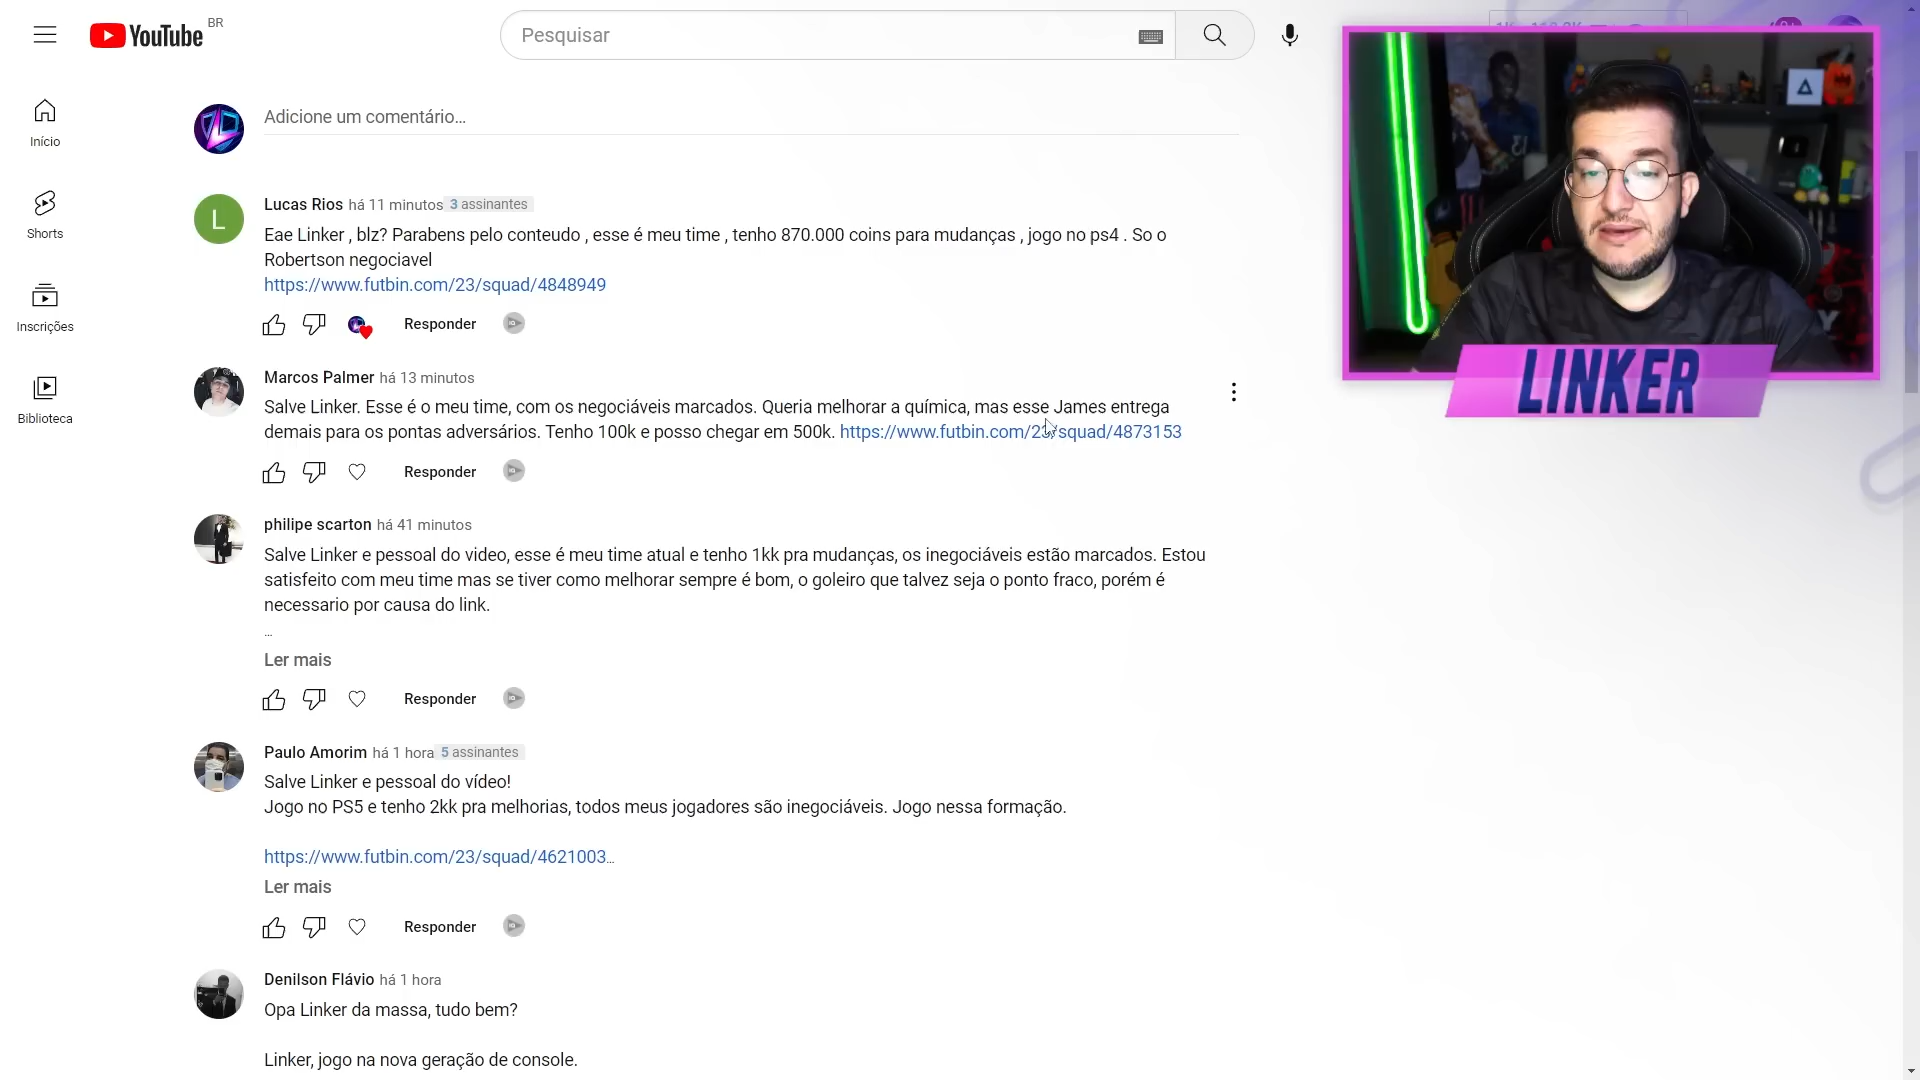 YouTube BR
Pesquisar
Início
Shorts
Inscrições
Biblioteca
Adicione um comentário...
Lucas Rios há 11 minutos 3 assinantes
Eae Linker , blz? Parabens pelo conteudo , esse é meu time , tenho 870.000 coins para mudanças , jogo no ps4 . So o
Robertson negociavel
https://www.futbin.com/23/squad/4848949
Responder
Marcos Palmer há 13 minutos
Salve Linker. Esse é o meu time, com os negociáveis marcados. Queria melhorar a química, mas esse James entrega
demais para os pontas adversários. Tenho 100k e posso chegar em 500k. https://www.futbin.com/23/squad/4873153
Responder
philipe scarton há 41 minutos
Salve Linker e pessoal do video, esse é meu time atual e tenho 1kk pra mudanças, os inegociáveis estão marcados. Estou
satisfeito com meu time mas se tiver como melhorar sempre é bom, o goleiro que talvez seja o ponto fraco, porém é
necessario por causa do link.
...
Ler mais
Responder
Paulo Amorim há 1 hora 5 assinantes
Salve Linker e pessoal do vídeo!
Jogo no PS5 e tenho 2kk pra melhorias, todos meus jogadores são inegociáveis. Jogo nessa formação.
https://www.futbin.com/23/squad/4621003...
Ler mais
Responder
Denilson Flávio há 1 hora
Opa Linker da massa, tudo bem?
Linker, jogo na nova geração de console.
LINKER